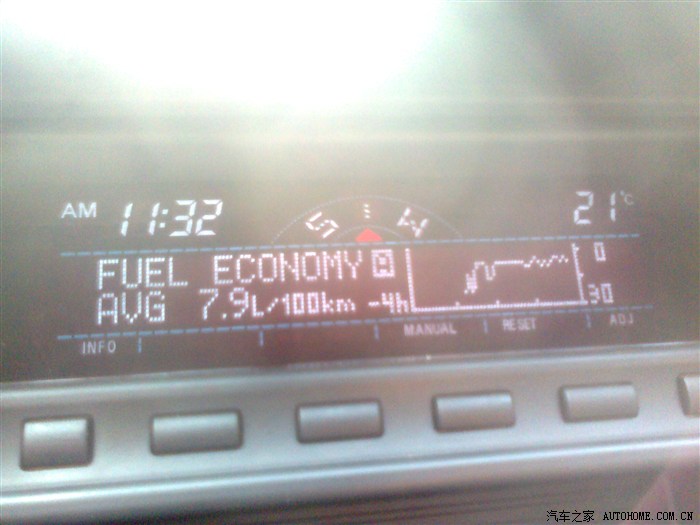 AM 11:32 21°C
FUEL ECONOMY A 0
AVG 7.9L/100km -4h 30
INFO MANUAL RESET ADJ
汽车之家 AUTOHOME.COM.CN